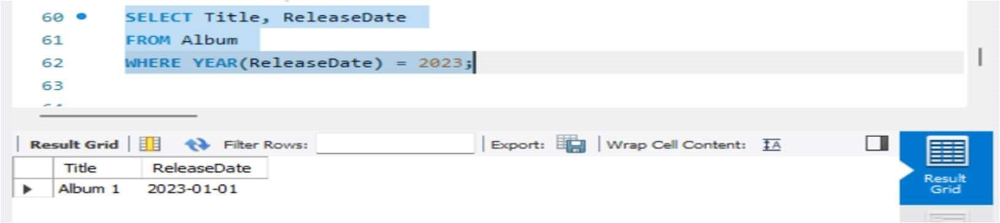 60 SELECT Title, ReleaseDate
61 FROM Album
62 WHERE YEAR(ReleaseDate) = 2023;
63
Result Grid Filter Rows: Export: Wrap Cell Content: IA
Title ReleaseDate
Album 1 2023-01-01
Result
Grid